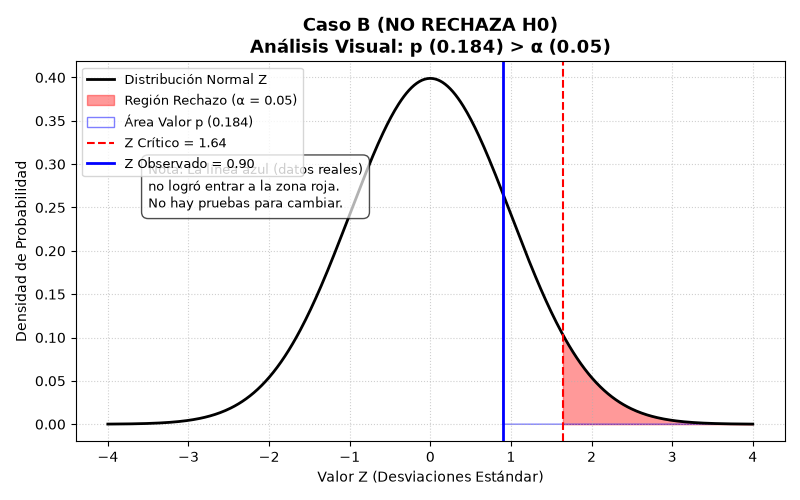 Caso B (NO RECHAZA H0)
Análisis Visual: p (0.184) > α (0.05)
Distribución Normal Z
Región Rechazo (α = 0.05)
Área Valor p (0.184)
Z Crítico = 1.64
Z Observado = 0.90
Nota: La línea azul (datos reales)
no logró entrar a la zona roja.
No hay pruebas para cambiar.
Densidad de Probabilidad
0.40
0.35
0.30
0.25
0.20
0.15
0.10
0.05
0.00
−4 −3 −2 −1 0 1 2 3 4
Valor Z (Desviaciones Estándar)